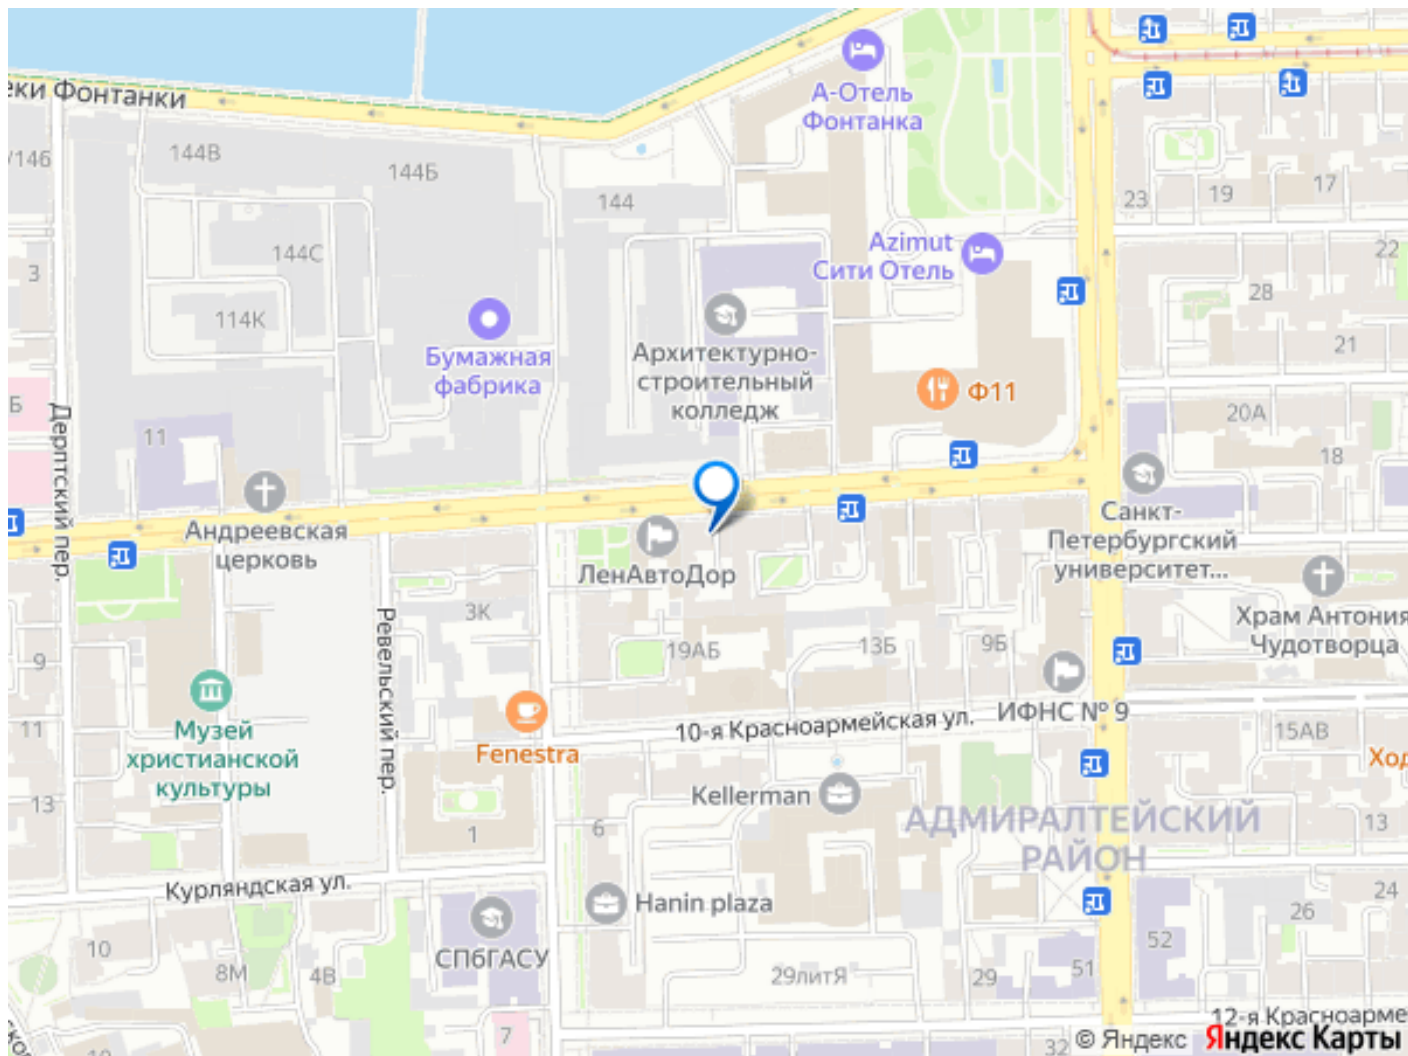 еки Фонтанки
А-Отель
Фонтанка
144В
144Б
/146
144
23
19
17
22
Azimut
Сити Отель
144С
3
28
114К
Бумажная
фабрика
Архитектурно-
строительный
колледж
21
Ф11
Б
20А
18
11
Дерптский пер.
Андреевская
церковь
ЛенАвтоДор
Санкт-
Петербургский
университет...
Храм Антония
Чудотворца
3К
Ревельский пер.
19АБ
13Б
9Б
9
11
13
Музей
христианской
культуры
Fenestra
10-я Красноармейская ул.
ИФНС № 9
15АВ
Ход
Kellerman
АДМИРАЛТЕЙСКИЙ
РАЙОН
13
1
6
Курляндская ул.
Hanin plaza
24
26
СПбГАСУ
10
8М
4В
29литЯ
29
51
52
7
32
12-я Красноарме
© Яндекс Яндекс Карты